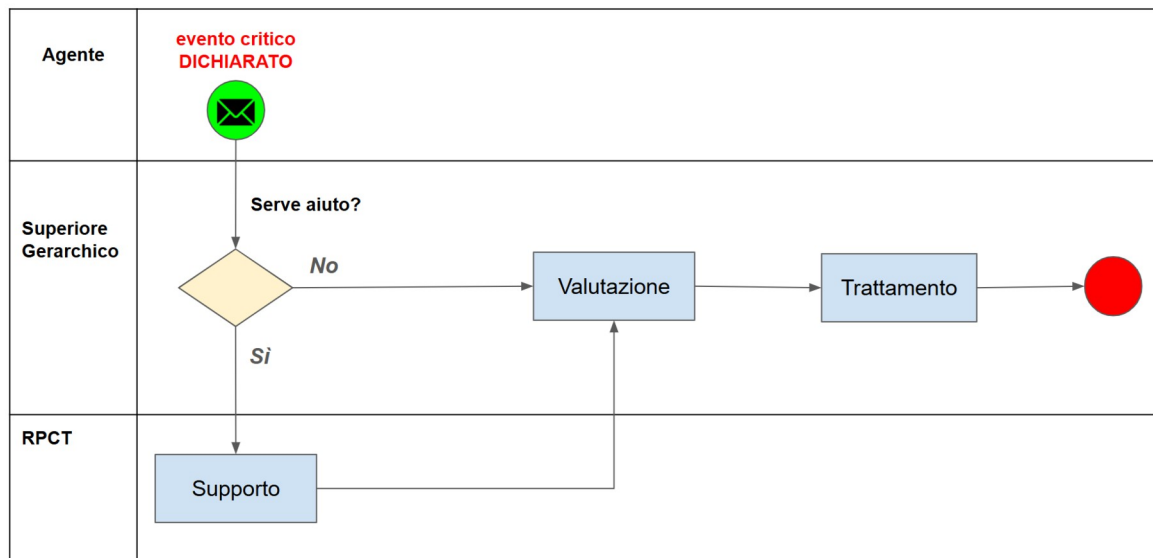 Agente
evento critico
DICHIARATO
Superiore
Gerarchico
Serve aiuto?
No
Sì
Valutazione
Trattamento
RPCT
Supporto